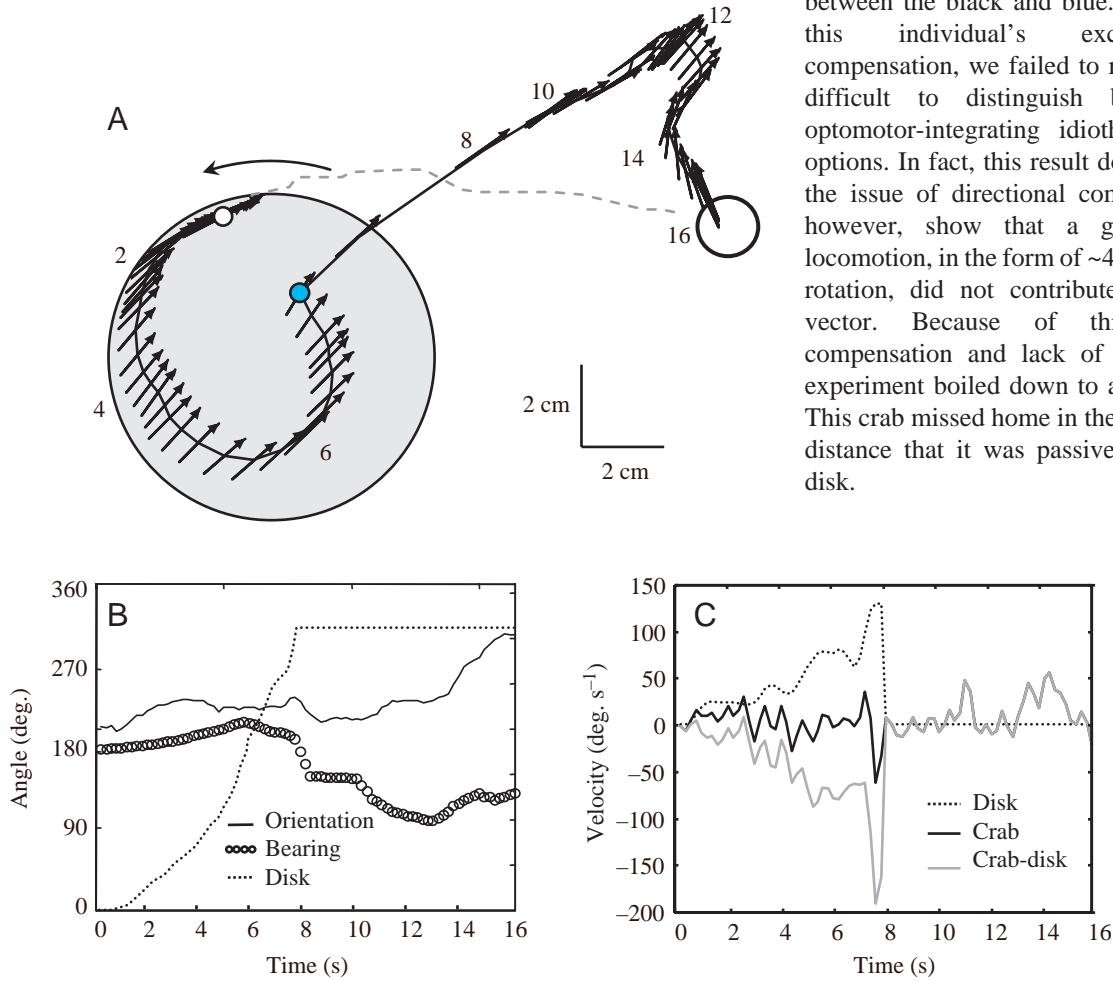 between the black and blue.
this individual's exc
compensation, we failed to r
difficult to distinguish b
optomotor-integrating idioth
options. In fact, this result do
the issue of directional con
however, show that a g
locomotion, in the form of ~4
rotation, did not contribute
vector. Because of thi
compensation and lack of
experiment boiled down to a
This crab missed home in the
distance that it was passive
disk.
A
12
10
8
14
16
2
4
6
2 cm
2 cm
B
360
270
180
90
0
Angle (deg.)
Orientation
Bearing
Disk
0 2 4 6 8 10 12 14 16
Time (s)
C
150
100
50
0
–50
–100
–150
–200
Velocity (deg. s–1)
Disk
Crab
Crab-disk
0 2 4 6 8 10 12 14 16
Time (s)